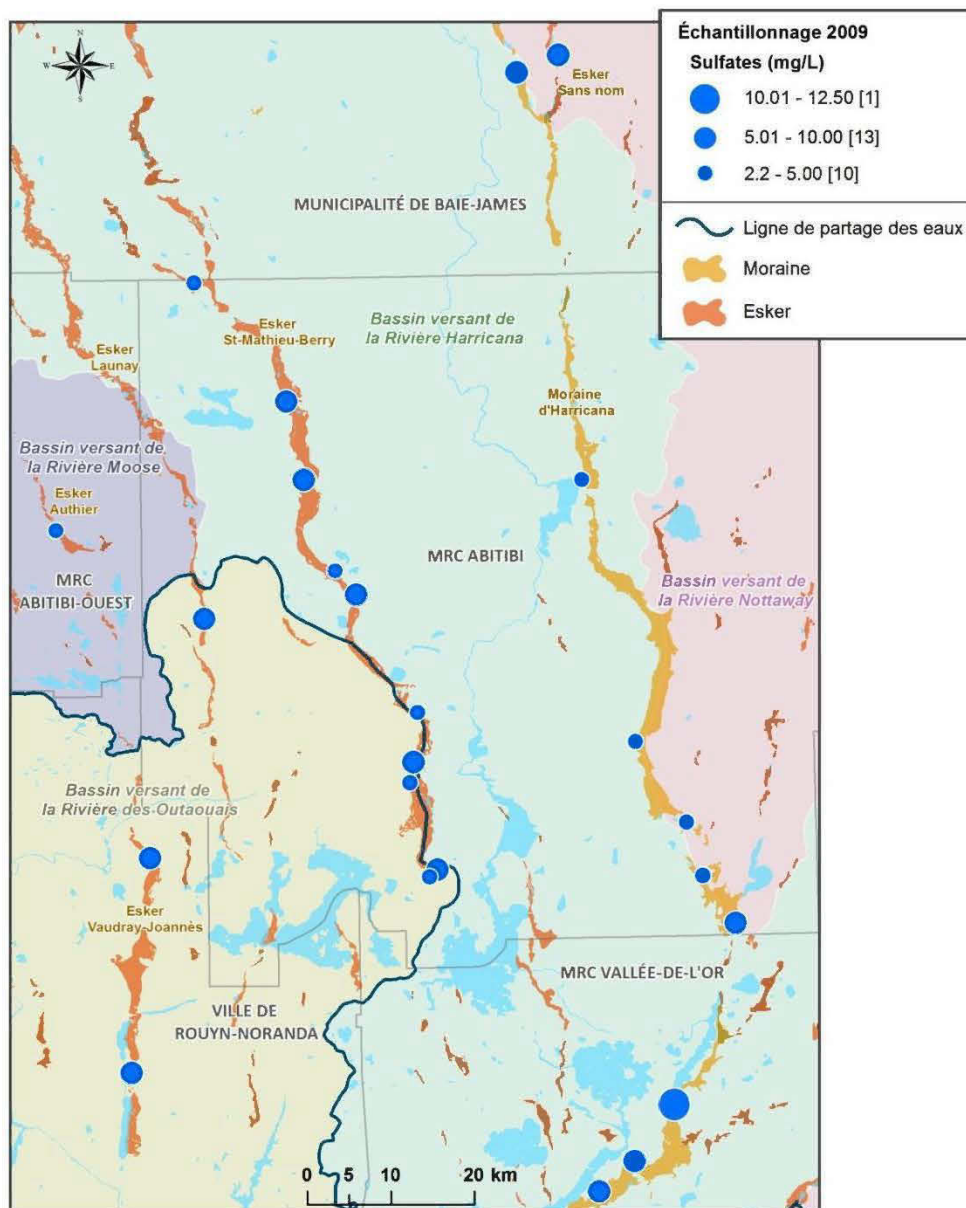 Échantillonnage 2009
Sulfates (mg/L)
10.01 - 12.50 [1]
5.01 - 10.00 [13]
2.2 - 5.00 [10]
Ligne de partage des eaux
Moraine
Esker
N
W
E
S
Esker
Sans nom
MUNICIPALITÉ DE BAIE-JAMES
Esker
St-Mathieu-Berry
Bassin versant de
la Rivière Harricana
Esker
Launay
Moraine
d'Harricana
Bassin versant de
la Rivière Moose
Esker
Authier
MRC
ABITIBI-OUEST
MRC ABITIBI
Bassin versant de
la Rivière Nottaway
Bassin versant de
la Rivière des Outaouais
Esker
Vaudray-Joannès
MRC VALLÉE-DE-L'OR
VILLE DE
ROUYN-NORANDA
0 5 10 20 km